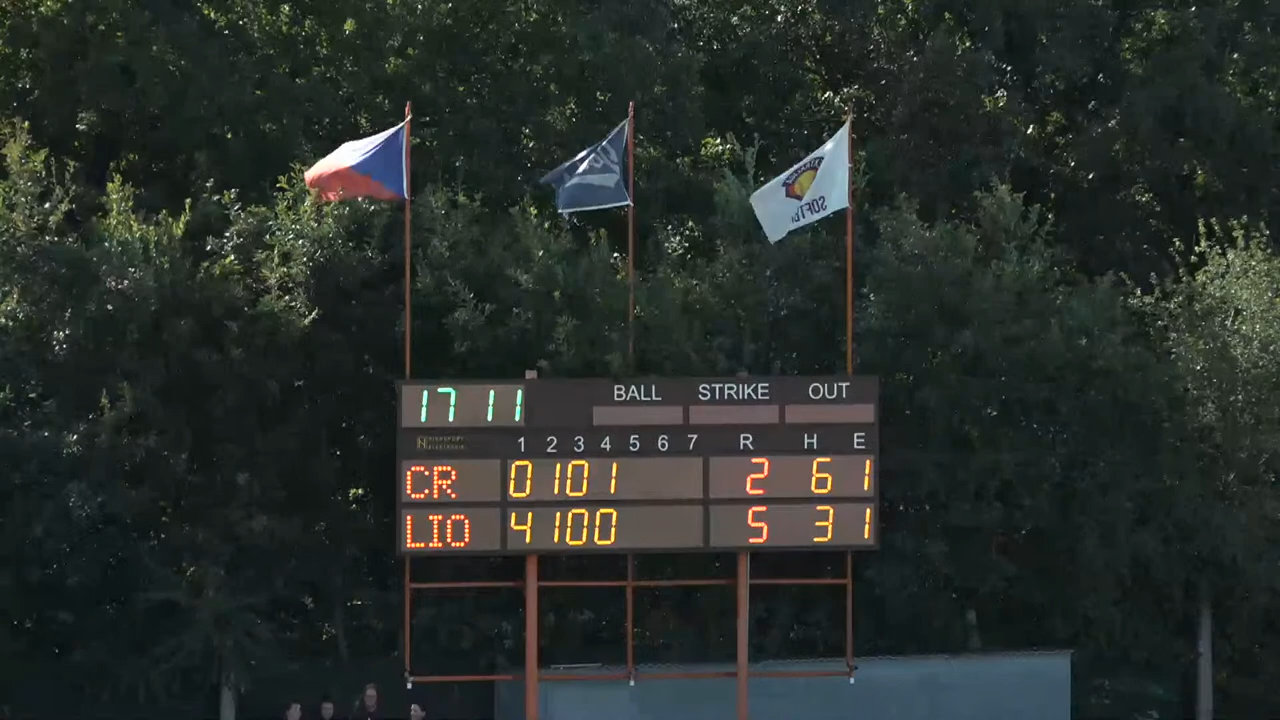 SOFTB
17 11
BALL STRIKE OUT
1 2 3 4 5 6 7 R H E
CR 0 1 0 1 2 6 1
LIO 4 1 0 0 5 3 1